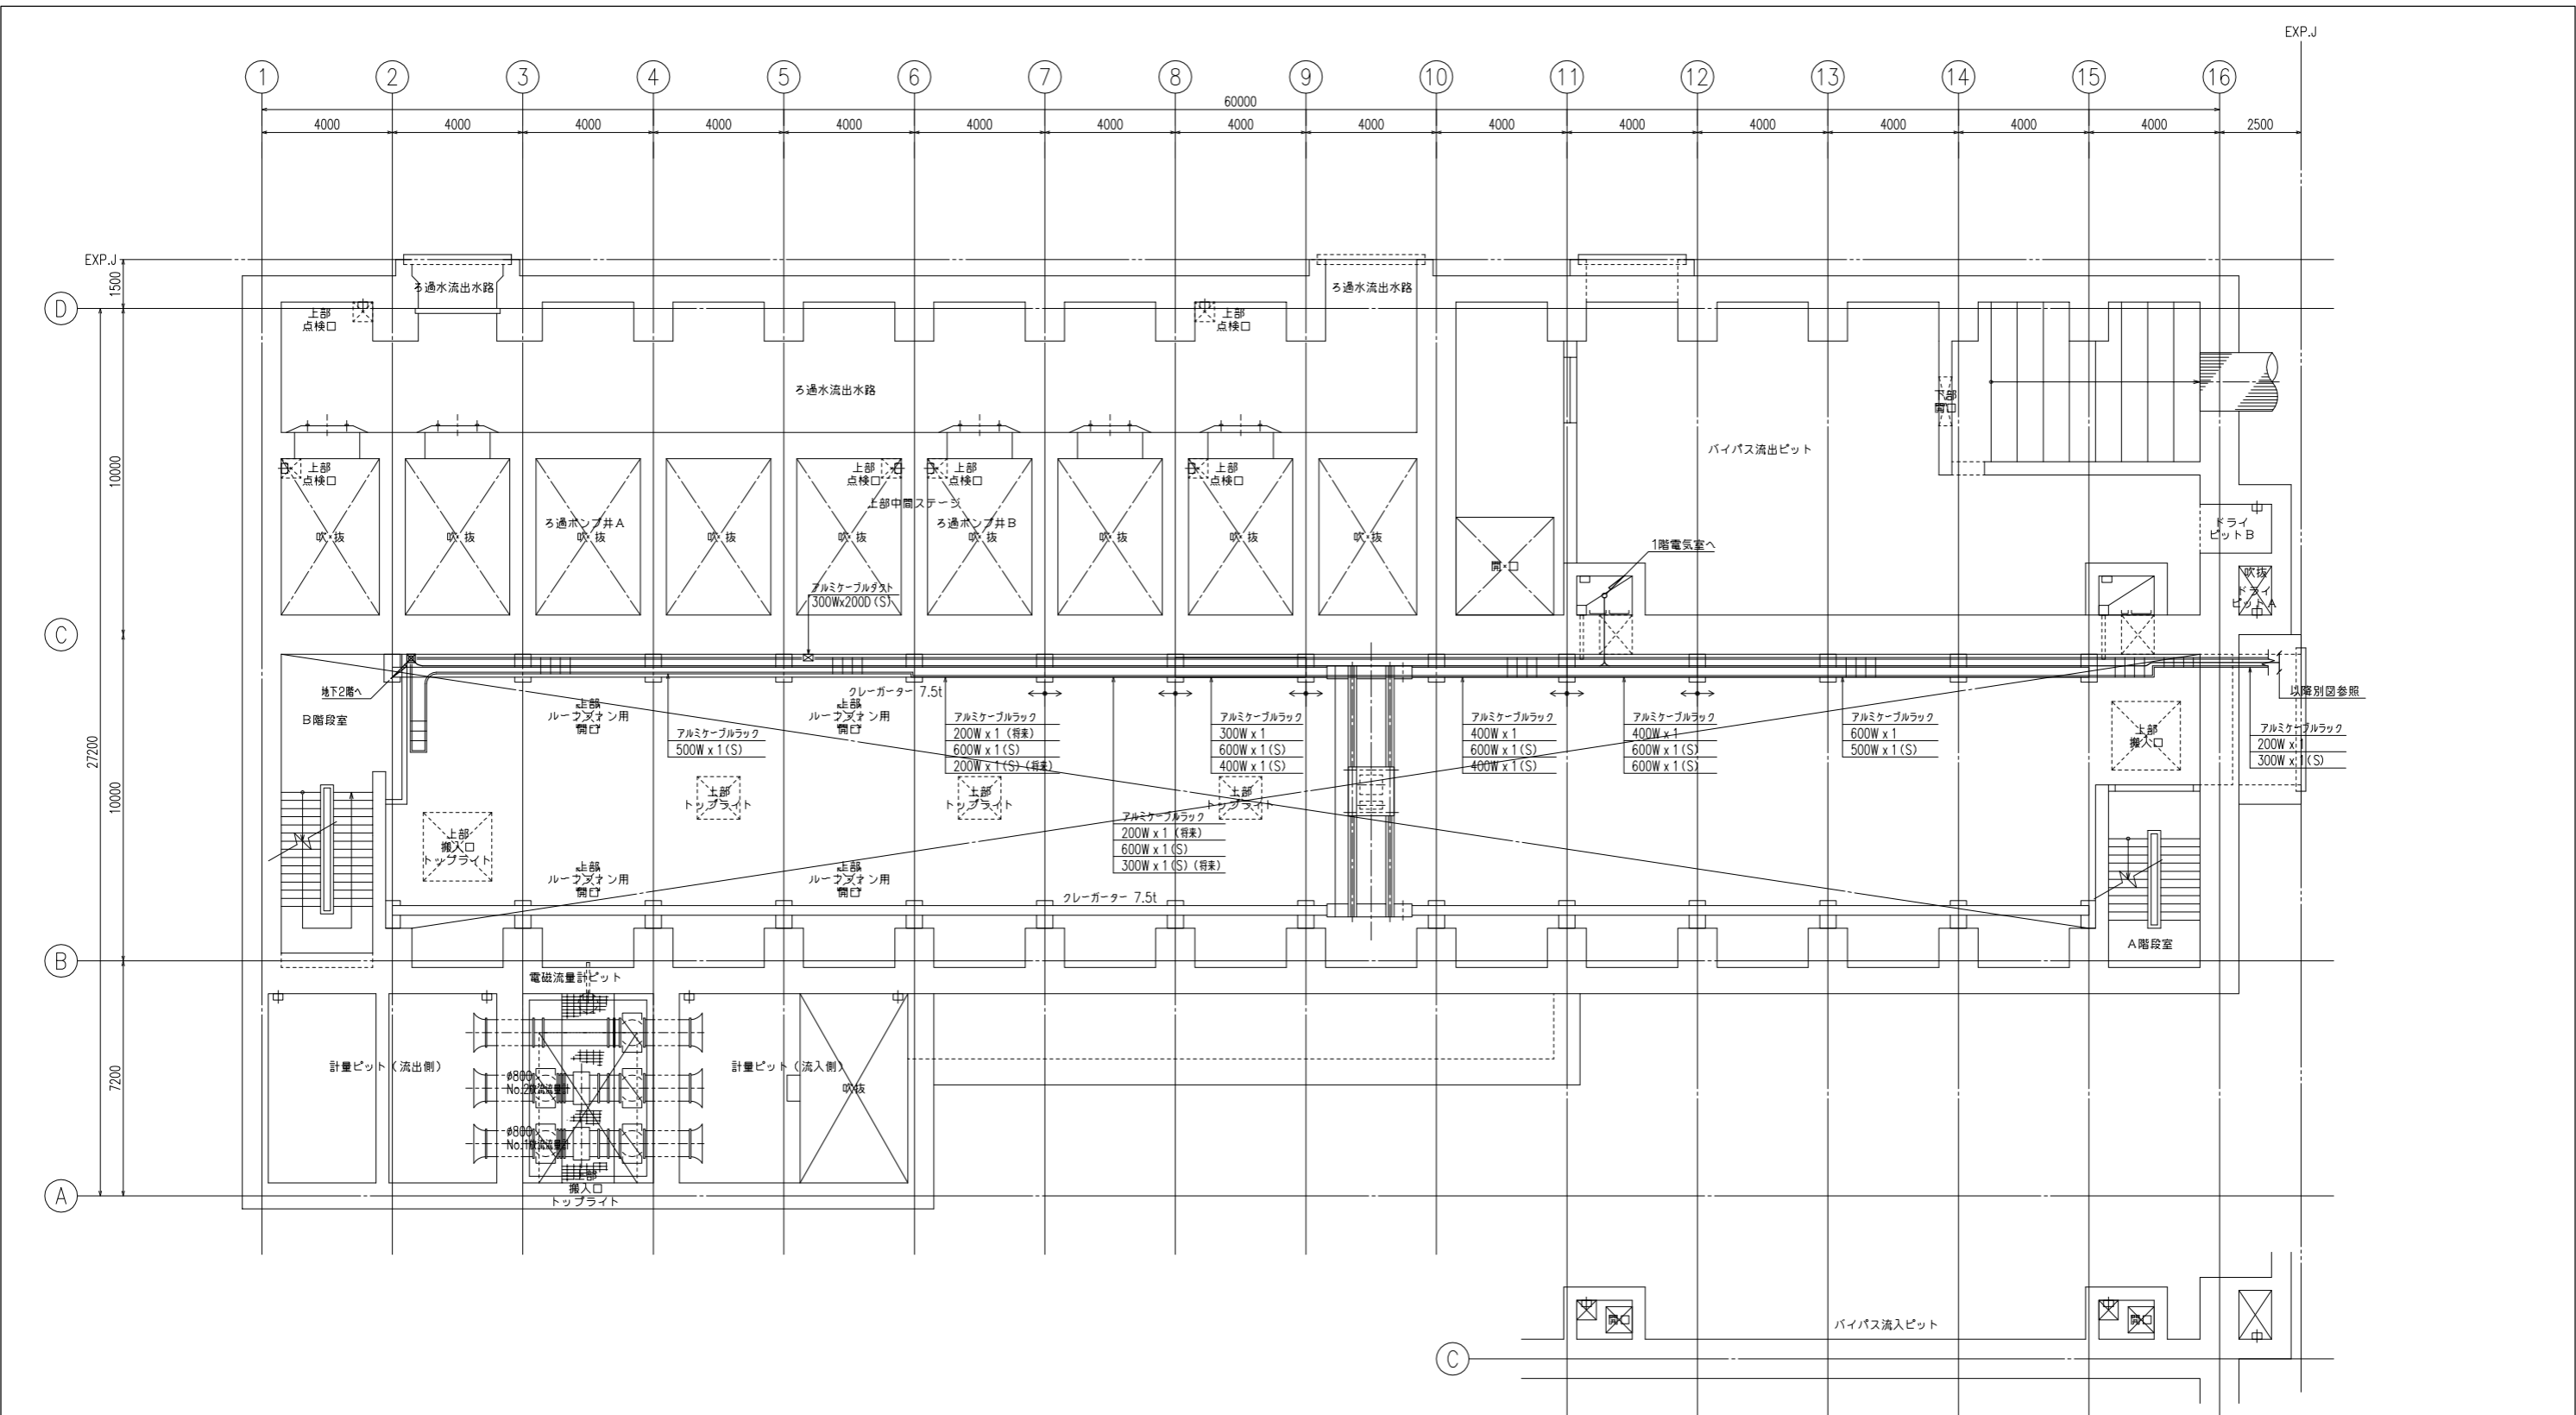 EXP.J
1 2 3 4 5 6 7 8 9 10 11 12 13 14 15 16
60000
4000 4000 4000 4000 4000 4000 4000 4000 4000 4000 4000 4000 4000 4000 4000 2500
EXP.J
1500
D
10000
C
27200
10000
B
7200
A
ろ過水流出水路
ろ過水流出水路
上部
点検口
上部
点検口
ろ過水流出水路
下部
開口
バイパス流出ピット
上部
点検口
上部
点検口
上部
点検口
上部
点検口
上部中間ステージ
ろ過ポンプ井A
ろ過ポンプ井B
吹抜
吹抜
吹抜
吹抜
吹抜
吹抜
吹抜
吹抜
吹抜
開口
1階電気室へ
ドライ
ピットB
吹抜
ドライ
ピットA
アルミケーブルダクト
300Wx200D(S)
地下2階へ
B階段室
クレーガーター 7.5t
上部
ルーフファン用
開口
上部
ルーフファン用
開口
アルミケーブルラック
500W x 1(S)
アルミケーブルラック
200W x 1 (将来)
600W x 1(S)
200W x 1(S) (将来)
アルミケーブルラック
300W x 1
600W x 1(S)
400W x 1(S)
アルミケーブルラック
400W x 1
600W x 1(S)
400W x 1(S)
アルミケーブルラック
400W x 1
600W x 1(S)
600W x 1(S)
アルミケーブルラック
600W x 1
500W x 1(S)
以降別図参照
上部
搬入口
アルミケーブルラック
200W x 1
300W x 1(S)
上部
トップライト
上部
トップライト
上部
トップライト
アルミケーブルラック
200W x 1 (将来)
600W x 1(S)
300W x 1(S) (将来)
上部
搬入口
トップライト
上部
ルーフファン用
開口
上部
ルーフファン用
開口
クレーガーター 7.5t
A階段室
電磁流量計ピット
計量ピット(流出側)
計量ピット(流入側)
吹抜
φ800
φ800
上部
搬入口
トップライト
開口
開口
バイパス流入ピット
C